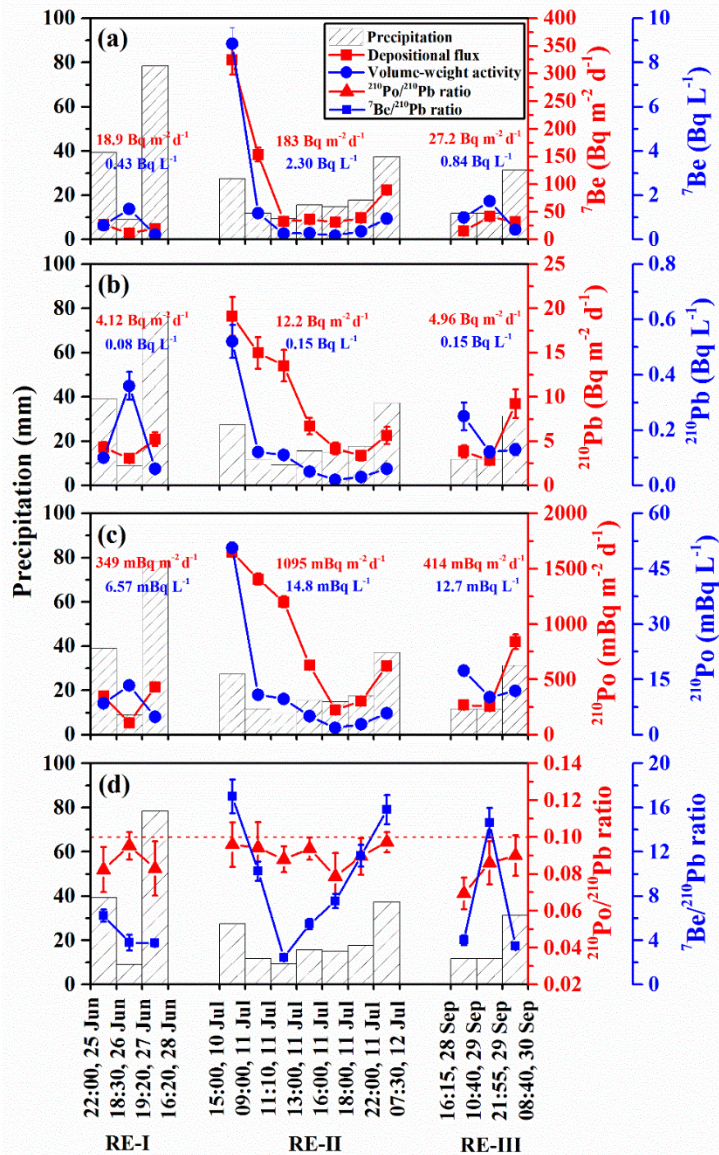 (a)
Precipitation
Depositional flux
Volume-weight activity
²¹⁰Po/²¹⁰Pb ratio
⁷Be/²¹⁰Pb ratio
18.9 Bq m⁻² d⁻¹
0.43 Bq L⁻¹
183 Bq m⁻² d⁻¹
2.30 Bq L⁻¹
27.2 Bq m⁻² d⁻¹
0.84 Bq L⁻¹
100
80
60
40
20
0
400
350
300
250
200
150
100
50
0
⁷Be (Bq m⁻² d⁻¹)
10
8
6
4
2
0
⁷Be (Bq L⁻¹)
(b)
4.12 Bq m⁻² d⁻¹
0.08 Bq L⁻¹
12.2 Bq m⁻² d⁻¹
0.15 Bq L⁻¹
4.96 Bq m⁻² d⁻¹
0.15 Bq L⁻¹
100
80
60
40
20
0
25
20
15
10
5
0
²¹⁰Pb (Bq m⁻² d⁻¹)
0.8
0.6
0.4
0.2
0.0
²¹⁰Pb (Bq L⁻¹)
Precipitation (mm)
(c)
349 mBq m⁻² d⁻¹
6.57 mBq L⁻¹
1095 mBq m⁻² d⁻¹
14.8 mBq L⁻¹
414 mBq m⁻² d⁻¹
12.7 mBq L⁻¹
100
80
60
40
20
0
2000
1500
1000
500
0
²¹⁰Po (mBq m⁻² d⁻¹)
60
45
30
15
0
²¹⁰Po (mBq L⁻¹)
(d)
100
80
60
40
20
0
0.14
0.12
0.10
0.08
0.06
0.04
0.02
²¹⁰Po/²¹⁰Pb ratio
20
16
12
8
4
0
⁷Be/²¹⁰Pb ratio
22:00, 25 Jun
18:30, 26 Jun
19:20, 27 Jun
16:20, 28 Jun
15:00, 10 Jul
09:00, 11 Jul
11:10, 11 Jul
13:00, 11 Jul
16:00, 11 Jul
18:00, 11 Jul
22:00, 11 Jul
07:30, 12 Jul
16:15, 28 Sep
10:40, 29 Sep
21:55, 29 Sep
08:40, 30 Sep
RE-I
RE-II
RE-III